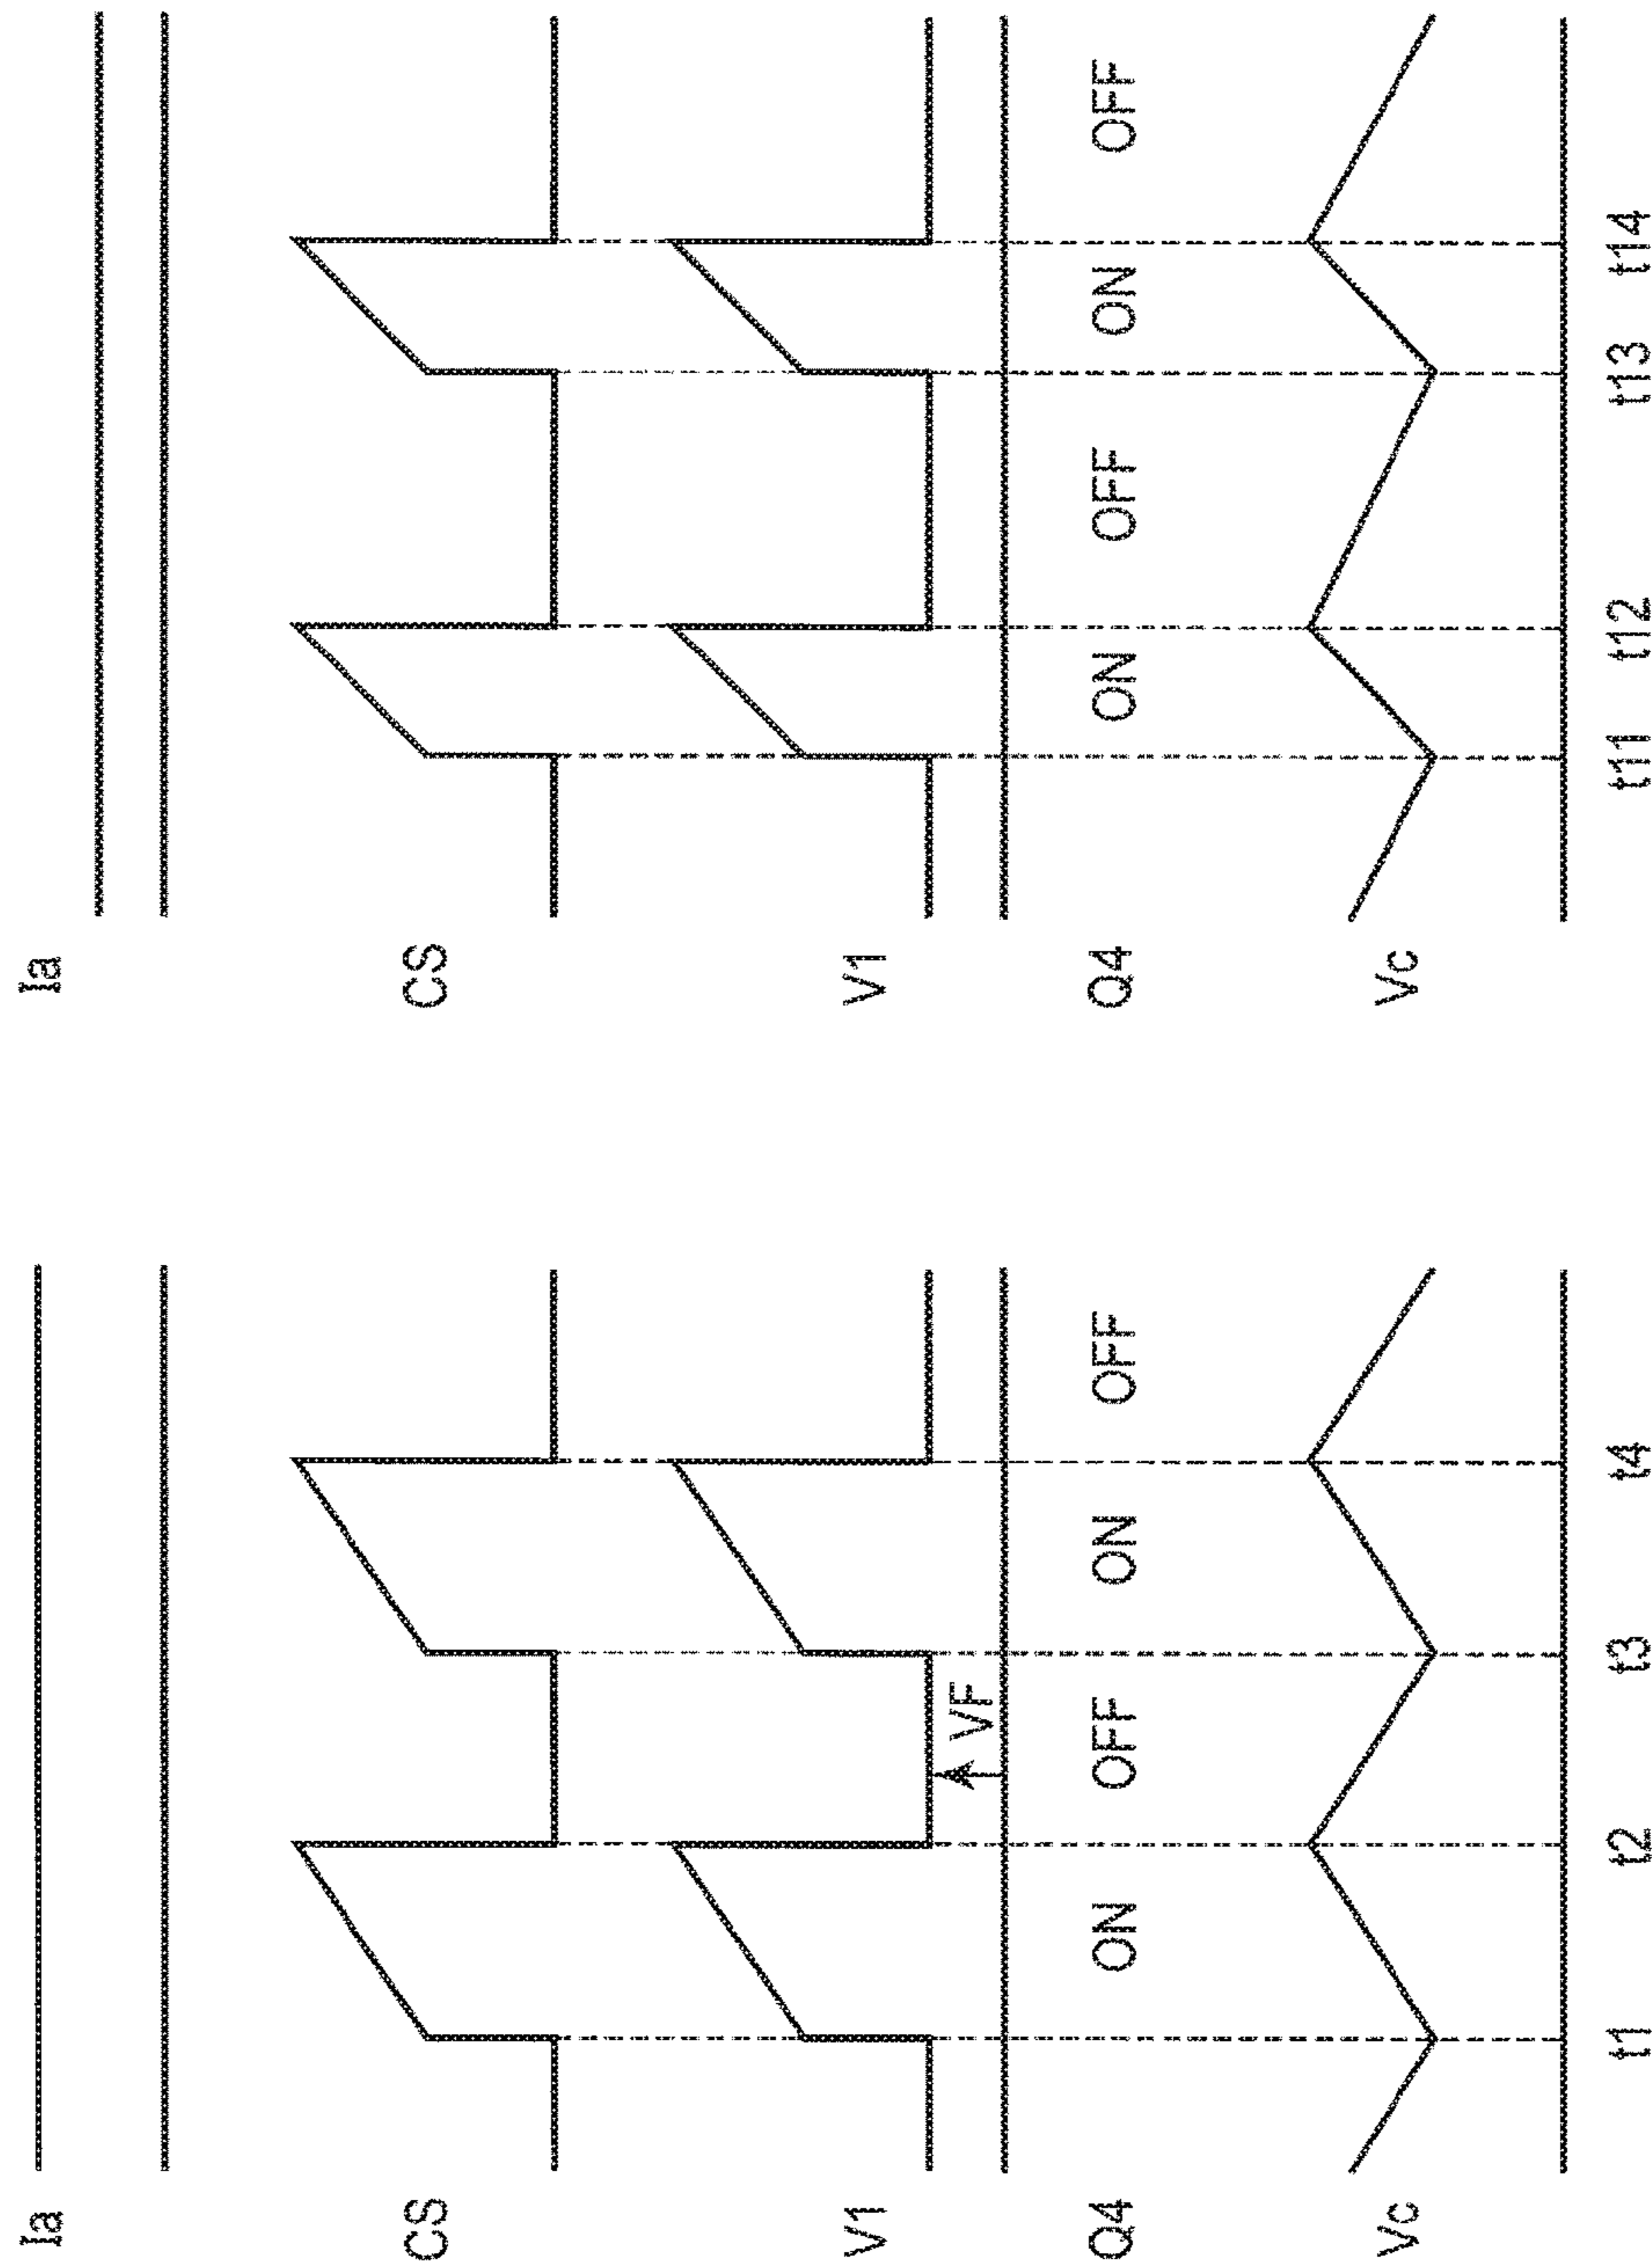 Ia
CS
V1
VF
Q4 ON OFF ON OFF
Vc
t1 t2 t3 t4
Ia
CS
V1
Q4 ON OFF ON OFF
Vc
t11 t12 t13 t14